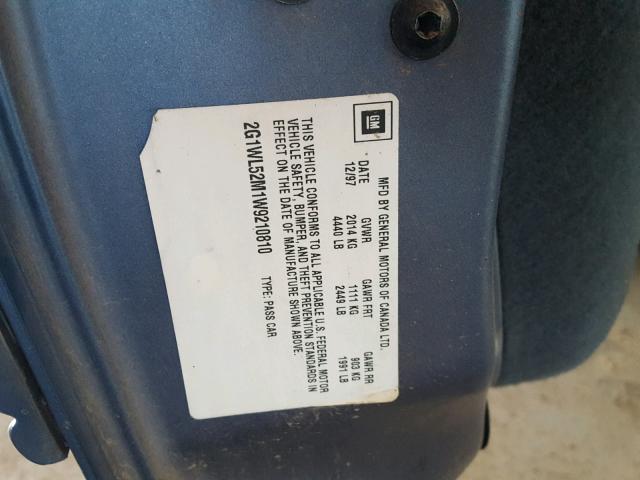 GM
MFD BY GENERAL MOTORS OF CANADA LTD.
DATE GVWR GAWR FRT GAWR RR
12/97 2014 KG 1111 KG 903 KG
4440 LB 2449 LB 1991 LB
THIS VEHICLE CONFORMS TO ALL APPLICABLE U.S. FEDERAL MOTOR
VEHICLE SAFETY, BUMPER, AND THEFT PREVENTION STANDARDS IN
EFFECT ON THE DATE OF MANUFACTURE SHOWN ABOVE.
2G1WL52M1W9210810 TYPE: PASS CAR